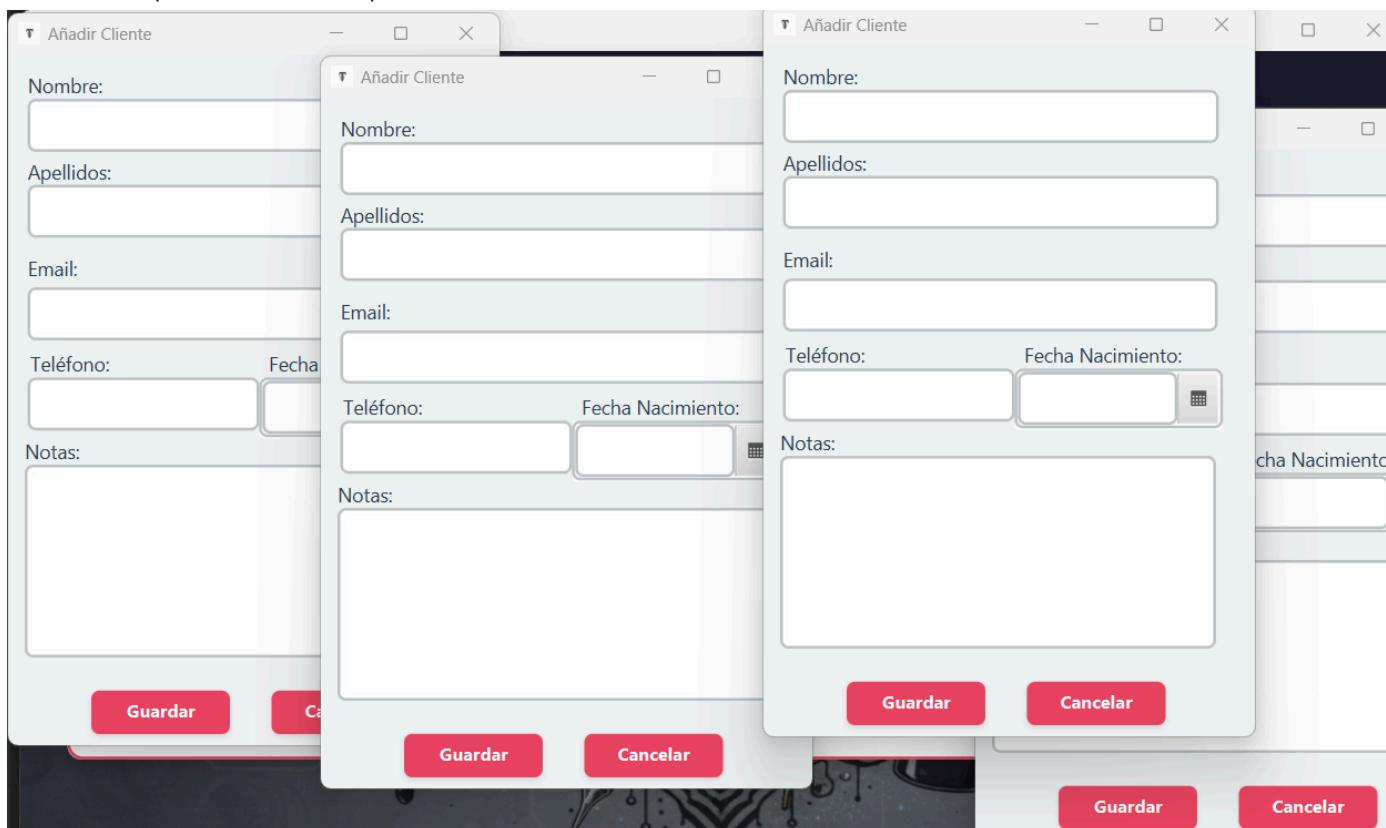 Añadir Cliente
Nombre:
Apellidos:
Email:
Teléfono: Fecha
Notas:
Guardar
Añadir Cliente
Nombre:
Apellidos:
Email:
Teléfono: Fecha Nacimiento:
Notas:
Guardar Cancelar
Añadir Cliente
Nombre:
Apellidos:
Email:
Teléfono: Fecha Nacimiento:
Notas:
Guardar Cancelar
cha Nacimiento
Guardar Cancelar